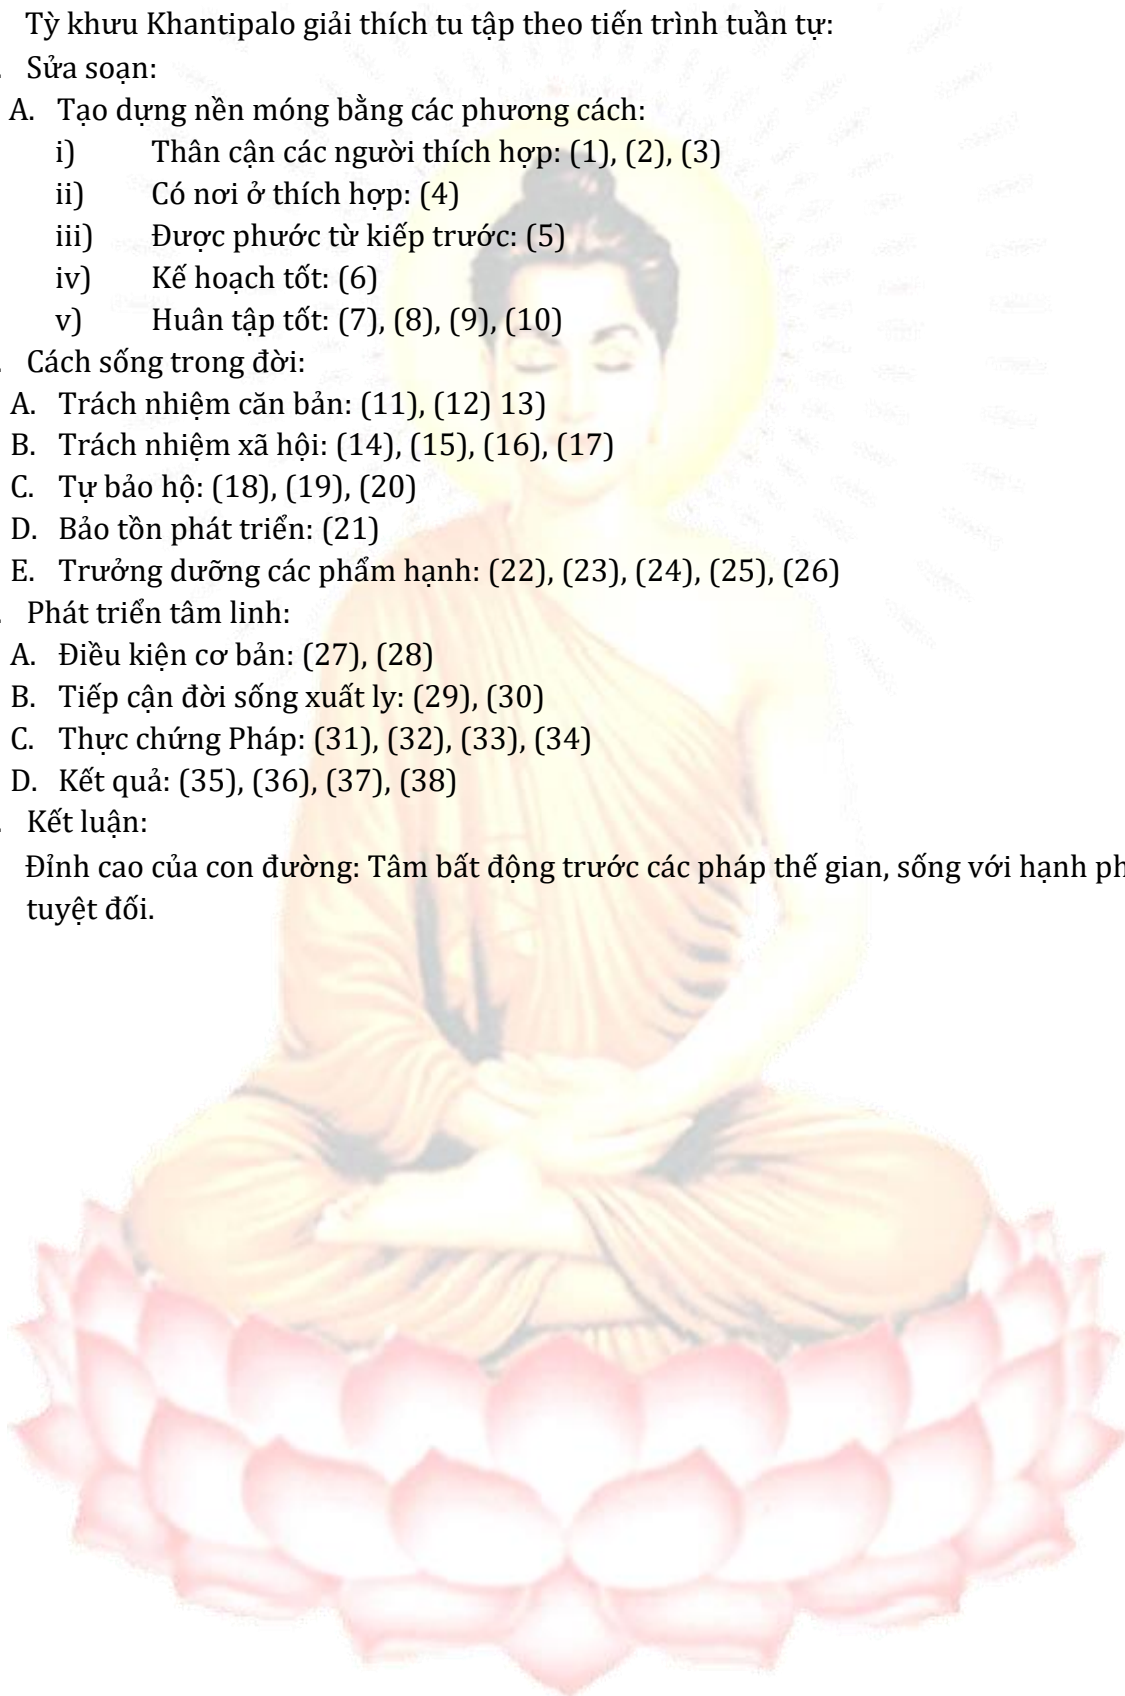 Tỳ khưu Khantipalo giải thích tu tập theo tiến trình tuần tự:
. Sửa soạn:
A. Tạo dựng nền móng bằng các phương cách:
i) Thân cận các người thích hợp: (1), (2), (3)
ii) Có nơi ở thích hợp: (4)
iii) Được phước từ kiếp trước: (5)
iv) Kế hoạch tốt: (6)
v) Huân tập tốt: (7), (8), (9), (10)
. Cách sống trong đời:
A. Trách nhiệm căn bản: (11), (12) 13)
B. Trách nhiệm xã hội: (14), (15), (16), (17)
C. Tự bảo hộ: (18), (19), (20)
D. Bảo tồn phát triển: (21)
E. Trưởng dưỡng các phẩm hạnh: (22), (23), (24), (25), (26)
. Phát triển tâm linh:
A. Điều kiện cơ bản: (27), (28)
B. Tiếp cận đời sống xuất ly: (29), (30)
C. Thực chứng Pháp: (31), (32), (33), (34)
D. Kết quả: (35), (36), (37), (38)
. Kết luận:
Đỉnh cao của con đường: Tâm bất động trước các pháp thế gian, sống với hạnh
tuyệt đối.